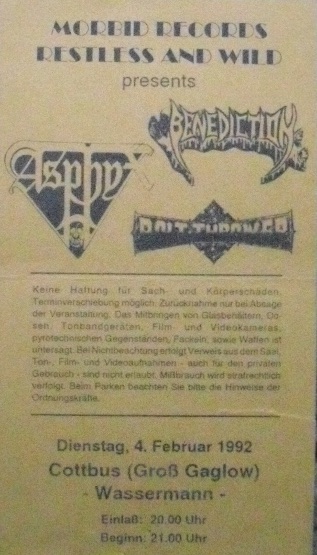 MORBID RECORDS
RESTLESS AND WILD
presents
BENEDICTION
Asphyx
BOLT THROWER
Keine Haftung für Sach- und Körperschäden,
Terminverschiebung möglich. Zurücknahme nur bei Absage
der Veranstaltung. Das Mitbringen von Glasbehältern, Do-
sen, Tonbandgeräten, Film- und Videokameras,
pyrotechnischen Gegenständen, Fackeln, sowie Waffen ist
untersagt. Bei Nichtbeachtung erfolgt Verweis aus dem Saal,
Ton-, Film- und Videoaufnahmen - auch für den privaten
Gebrauch - sind nicht erlaubt. Mißbrauch wird strafrechtlich
verfolgt. Beim Parken beachten Sie bitte die Hinweise der
Ordnungskräfte.
Dienstag, 4. Februar 1992
Cottbus (Groß Gaglow)
- Wassermann -
Einlaß: 20.00 Uhr
Beginn: 21.00 Uhr